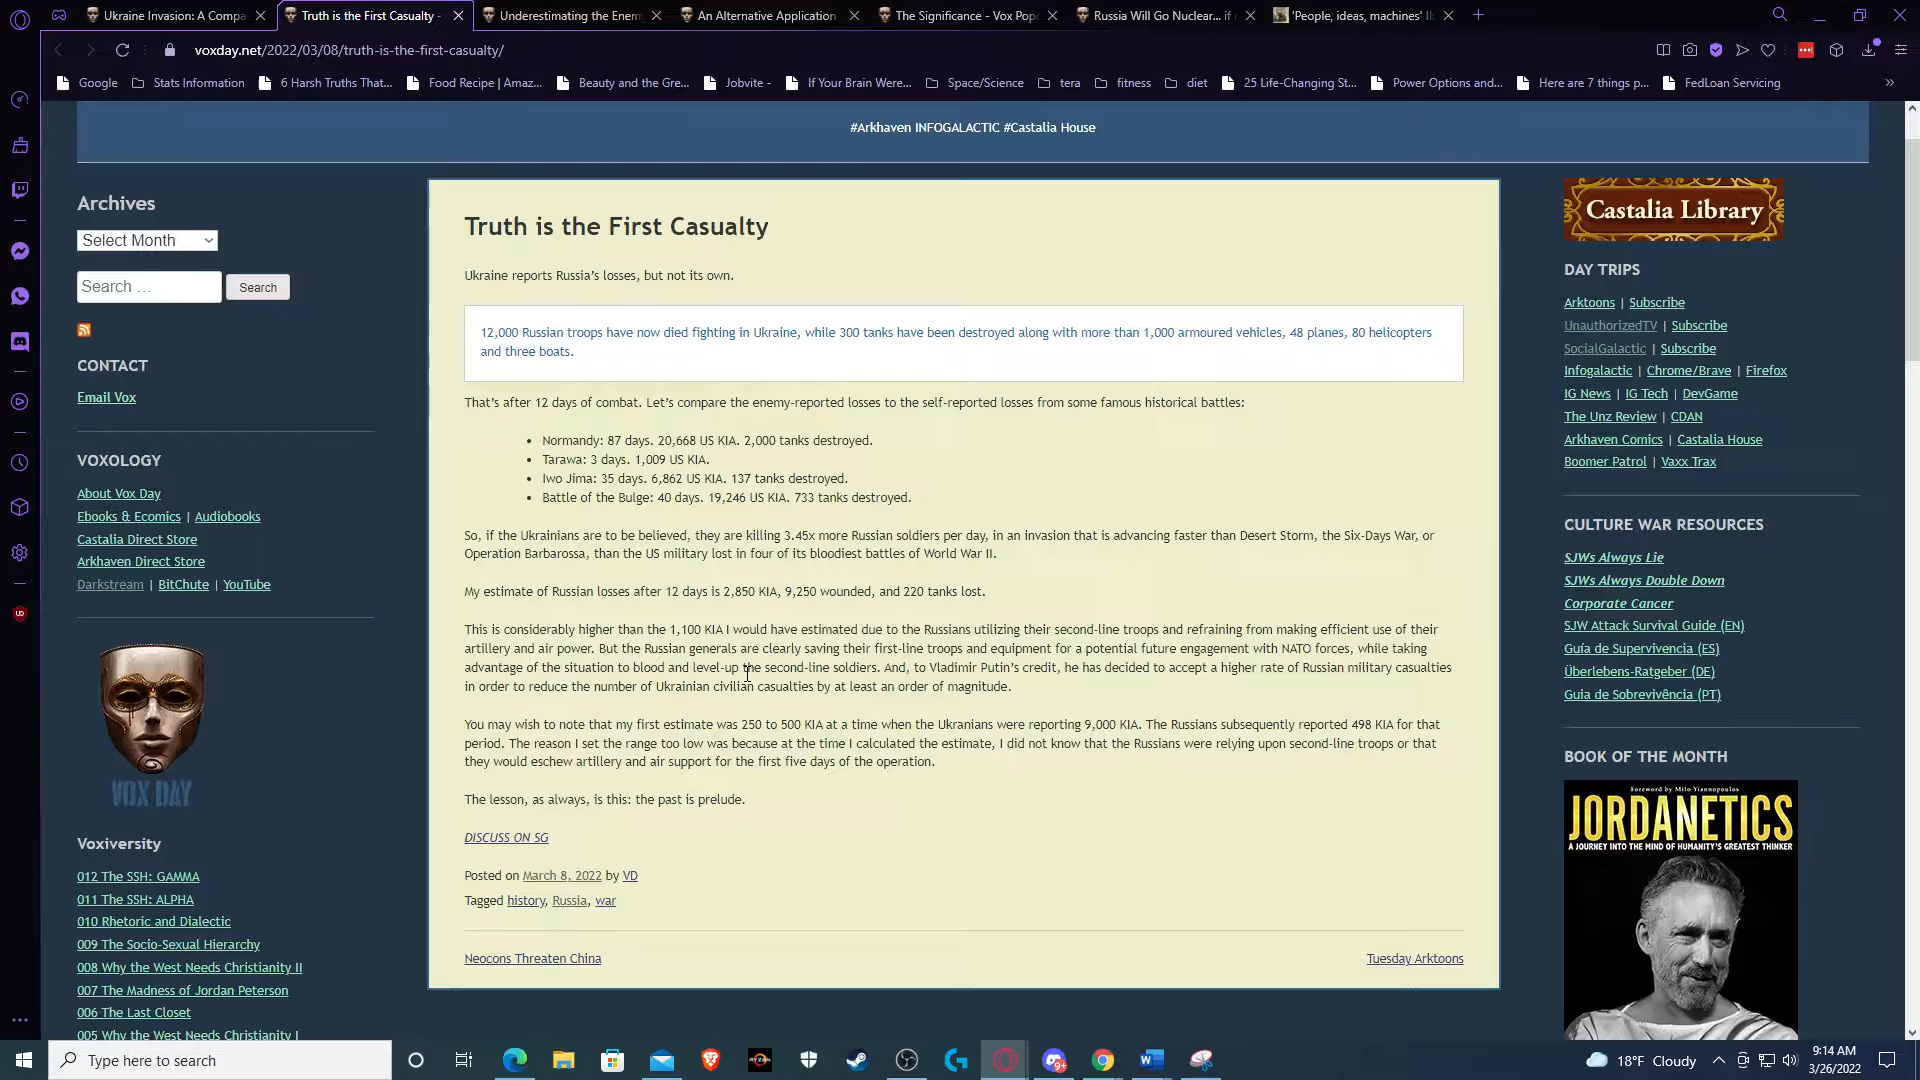 Ukraine Invasion: A Compa
Truth is the First Casualty -
Underestimating the Enem
An Alternative Application
The Significance - Vox Pop
Russia Will Go Nuclear... if
'People, ideas, machines' II
voxday.net/2022/03/08/truth-is-the-first-casualty/
Google
Stats Information
6 Harsh Truths That...
Food Recipe | Amaz...
Beauty and the Gre...
Jobvite -
If Your Brain Were...
Space/Science
tera
fitness
diet
25 Life-Changing St...
Power Options and...
Here are 7 things p...
FedLoan Servicing
#Arkhaven INFOGALACTIC #Castalia House
Archives
Select Month
Search …
Search
CONTACT
Email Vox
VOXOLOGY
About Vox Day
Ebooks & Ecomics | Audiobooks
Castalia Direct Store
Arkhaven Direct Store
Darkstream | BitChute | YouTube
VOX DAY
Voxiversity
012 The SSH: GAMMA
011 The SSH: ALPHA
010 Rhetoric and Dialectic
009 The Socio-Sexual Hierarchy
008 Why the West Needs Christianity II
007 The Madness of Jordan Peterson
006 The Last Closet
005 Why the West Needs Christianity I
Truth is the First Casualty
Ukraine reports Russia's losses, but not its own.
12,000 Russian troops have now died fighting in Ukraine, while 300 tanks have been destroyed along with more than 1,000 armoured vehicles, 48 planes, 80 helicopters
and three boats.
That's after 12 days of combat. Let's compare the enemy-reported losses to the self-reported losses from some famous historical battles:
• Normandy: 87 days. 20,668 US KIA. 2,000 tanks destroyed.
• Tarawa: 3 days. 1,009 US KIA.
• Iwo Jima: 35 days. 6,862 US KIA. 137 tanks destroyed.
• Battle of the Bulge: 40 days. 19,246 US KIA. 733 tanks destroyed.
So, if the Ukrainians are to be believed, they are killing 3.45x more Russian soldiers per day, in an invasion that is advancing faster than Desert Storm, the Six-Days War, or
Operation Barbarossa, than the US military lost in four of its bloodiest battles of World War II.
My estimate of Russian losses after 12 days is 2,850 KIA, 9,250 wounded, and 220 tanks lost.
This is considerably higher than the 1,100 KIA I would have estimated due to the Russians utilizing their second-line troops and refraining from making efficient use of their
artillery and air power. But the Russian generals are clearly saving their first-line troops and equipment for a potential future engagement with NATO forces, while taking
advantage of the situation to blood and level-up the second-line soldiers. And, to Vladimir Putin's credit, he has decided to accept a higher rate of Russian military casualties
in order to reduce the number of Ukrainian civilian casualties by at least an order of magnitude.
You may wish to note that my first estimate was 250 to 500 KIA at a time when the Ukranians were reporting 9,000 KIA. The Russians subsequently reported 498 KIA for that
period. The reason I set the range too low was because at the time I calculated the estimate, I did not know that the Russians were relying upon second-line troops or that
they would eschew artillery and air support for the first five days of the operation.
The lesson, as always, is this: the past is prelude.
DISCUSS ON SG
Posted on March 8, 2022 by VD
Tagged history, Russia, war
Neocons Threaten China
Tuesday Arktoons
Castalia Library
DAY TRIPS
Arktoons | Subscribe
UnauthorizedTV | Subscribe
SocialGalactic | Subscribe
Infogalactic | Chrome/Brave | Firefox
IG News | IG Tech | DevGame
The Unz Review | CDAN
Arkhaven Comics | Castalia House
Boomer Patrol | Vaxx Trax
CULTURE WAR RESOURCES
SJWs Always Lie
SJWs Always Double Down
Corporate Cancer
SJW Attack Survival Guide (EN)
Guía de Supervivencia (ES)
Überlebens-Ratgeber (DE)
Guia de Sobrevivência (PT)
BOOK OF THE MONTH
Foreword by Milo Yiannopoulos
JORDANETICS
A JOURNEY INTO THE MIND OF HUMANITY'S GREATEST THINKER
Type here to search
RYZEN
9+
18°F Cloudy
9:14 AM
3/26/2022